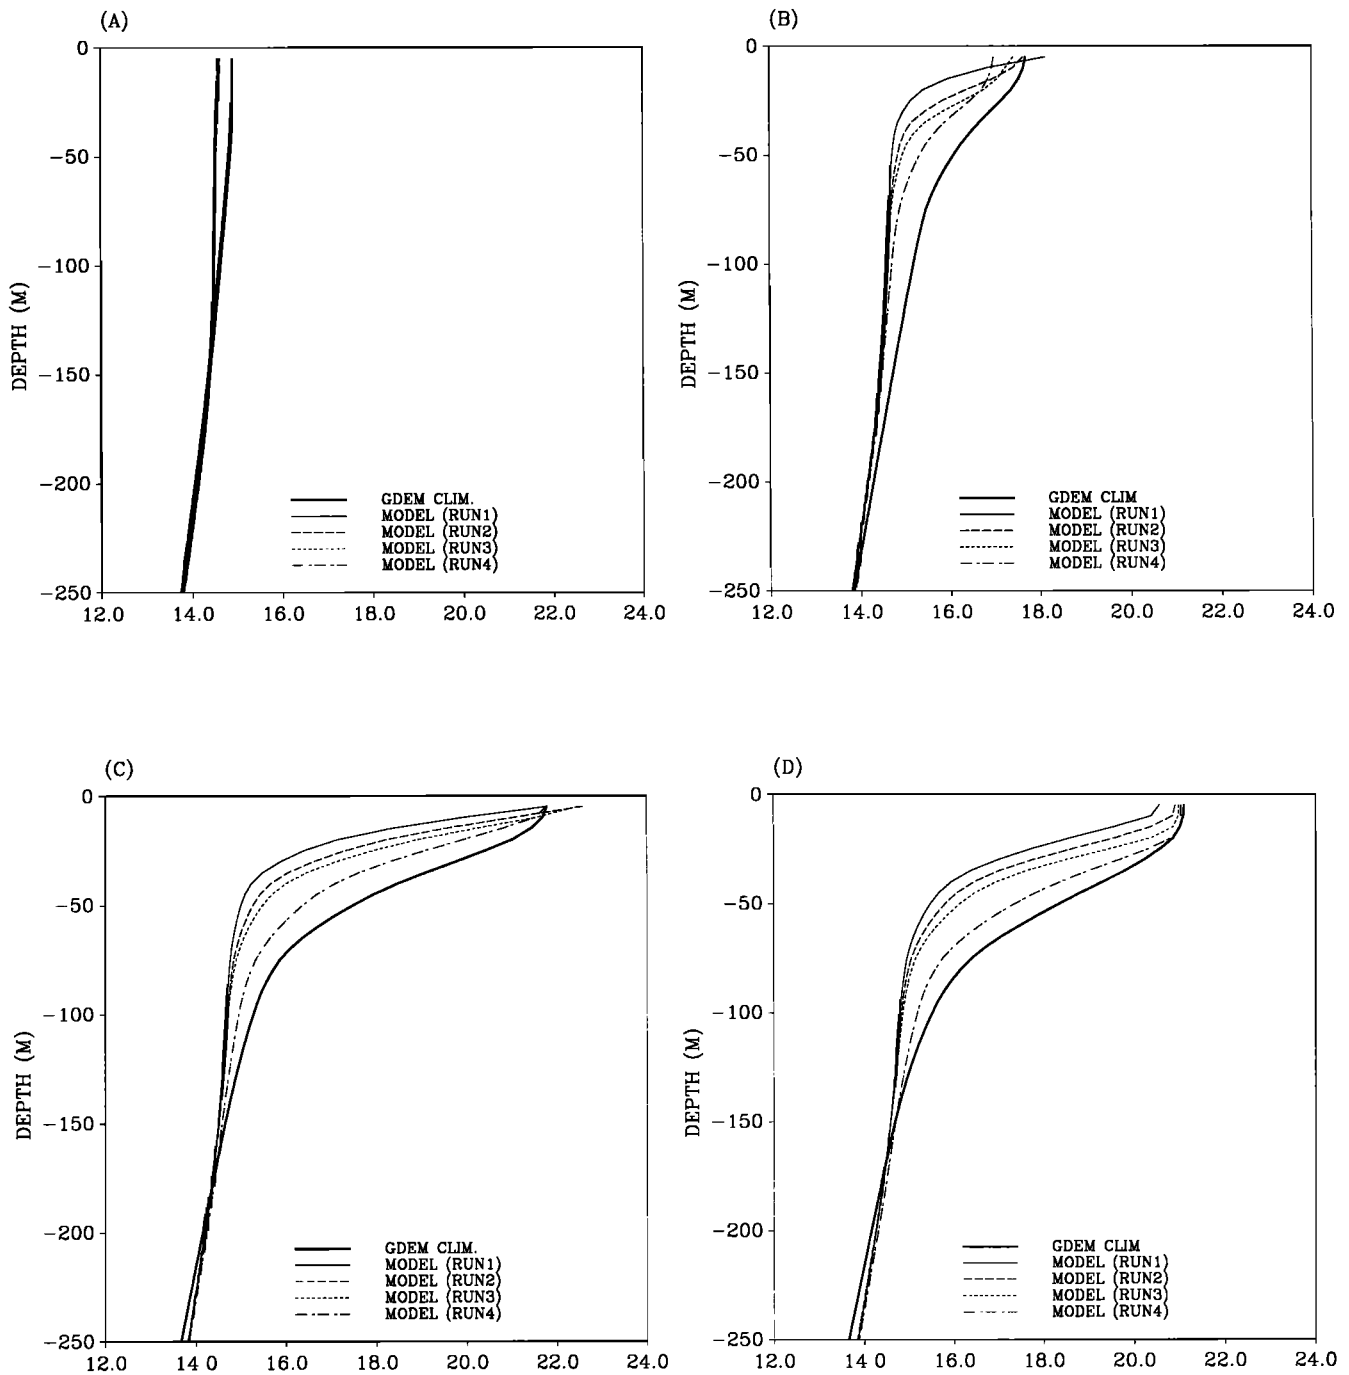 (A)
0
−50
−100
−150
−200
−250
DEPTH (M)
GDEM CLIM.
MODEL (RUN1)
MODEL (RUN2)
MODEL (RUN3)
MODEL (RUN4)
12.0 14.0 16.0 18.0 20.0 22.0 24.0
(B)
0
−50
−100
−150
−200
−250
DEPTH (M)
GDEM CLIM
MODEL (RUN1)
MODEL (RUN2)
MODEL (RUN3)
MODEL (RUN4)
12.0 14.0 16.0 18.0 20.0 22.0 24.0
(C)
0
−50
−100
−150
−200
−250
DEPTH (M)
GDEM CLIM.
MODEL (RUN1)
MODEL (RUN2)
MODEL (RUN3)
MODEL (RUN4)
12.0 14.0 16.0 18.0 20.0 22.0 24.0
(D)
0
−50
−100
−150
−200
−250
DEPTH (M)
GDEM CLIM
MODEL (RUN1)
MODEL (RUN2)
MODEL (RUN3)
MODEL (RUN4)
12.0 14.0 16.0 18.0 20.0 22.0 24.0